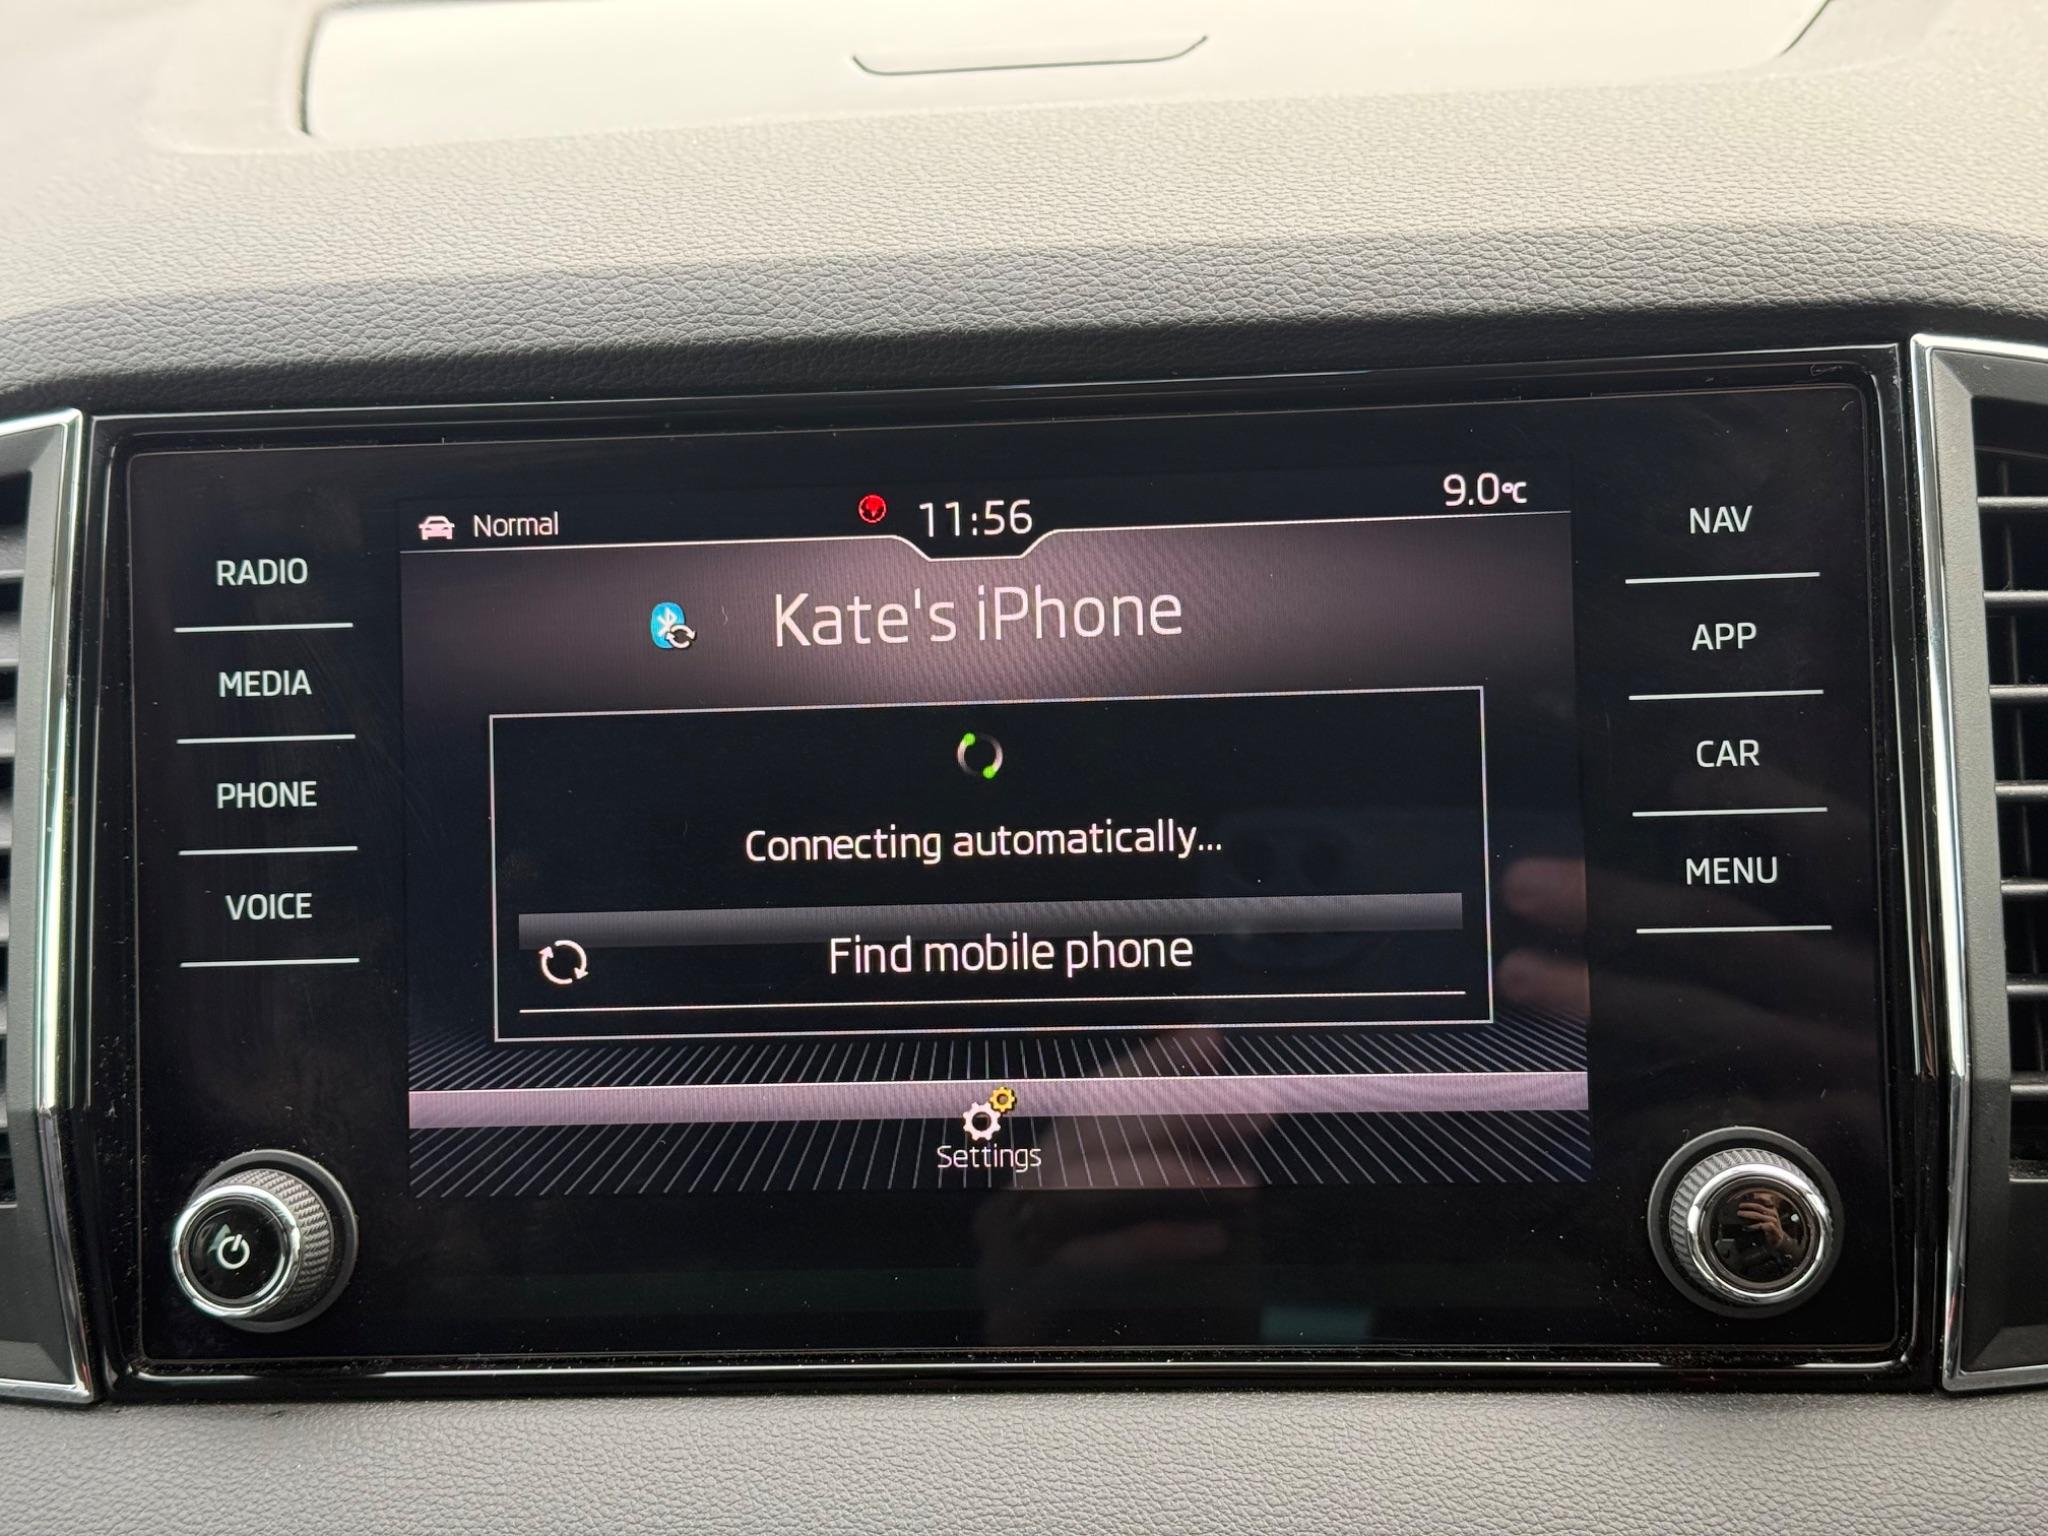 Normal
11:56
9.0°C
RADIO
MEDIA
PHONE
VOICE
Kate's iPhone
Connecting automatically...
Find mobile phone
Settings
NAV
APP
CAR
MENU